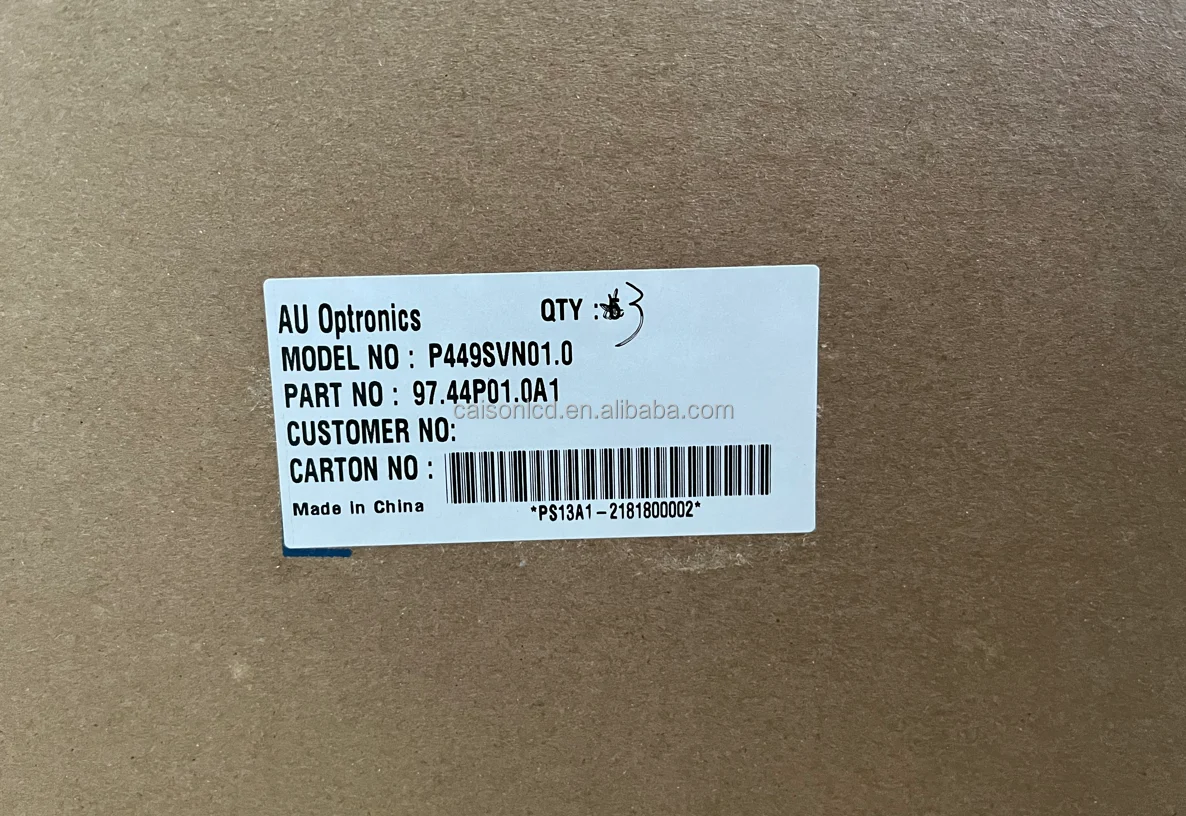 AU Optronics QTY : 3
MODEL NO : P449SVN01.0
PART NO : 97.44P01.0A1
caisonlcd.en.alibaba.com
CUSTOMER NO:
CARTON NO :
Made in China *PS13A1-2181800002*